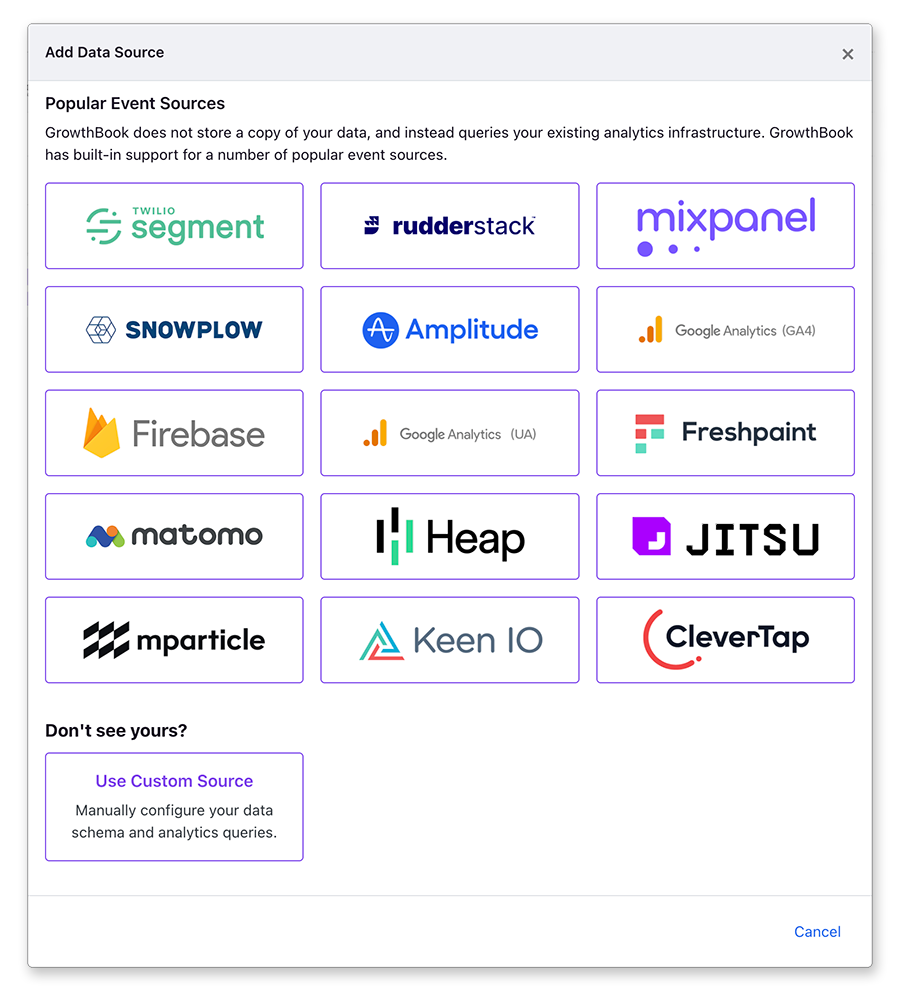 Add Data Source
×
Popular Event Sources
GrowthBook does not store a copy of your data, and instead queries your existing analytics infrastructure. GrowthBook
has built-in support for a number of popular event sources.
TWILIO
segment
rudderstack
mixpanel
SNOWPLOW
Amplitude
Google Analytics (GA4)
Firebase
Google Analytics (UA)
Freshpaint
matomo
Heap
JITSU
mparticle
Keen IO
CleverTap
Don't see yours?
Use Custom Source
Manually configure your data
schema and analytics queries.
Cancel